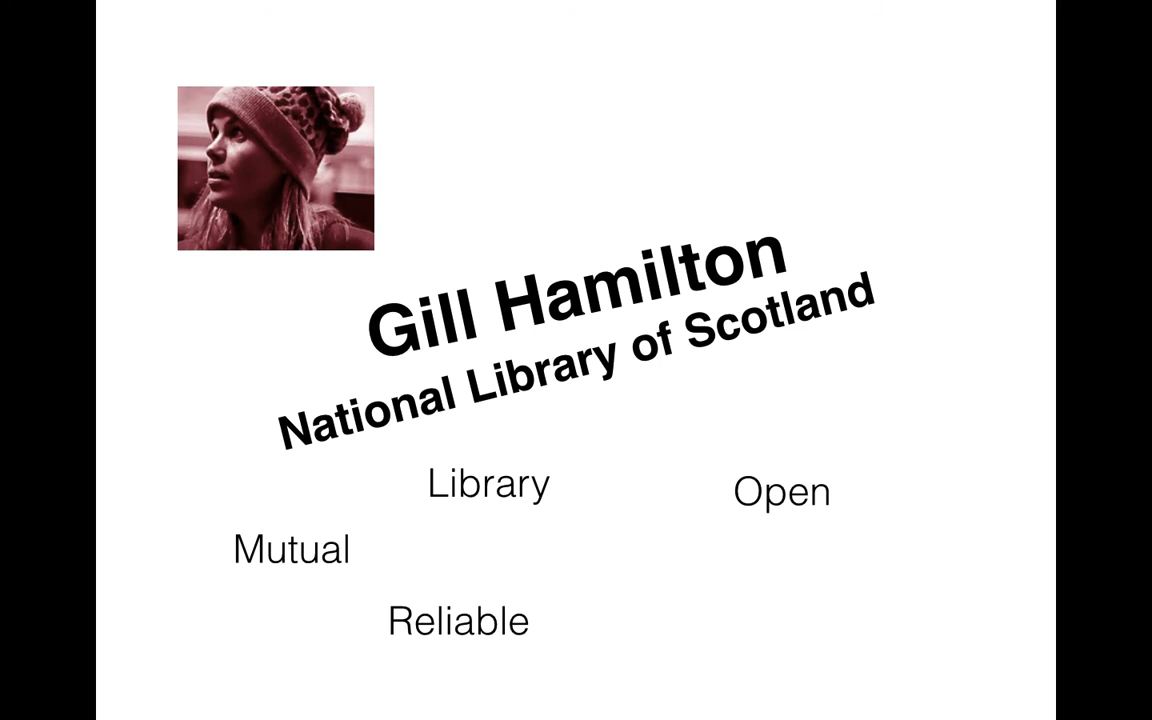 Gill Hamilton
National Library of Scotland
Library
Open
Mutual
Reliable